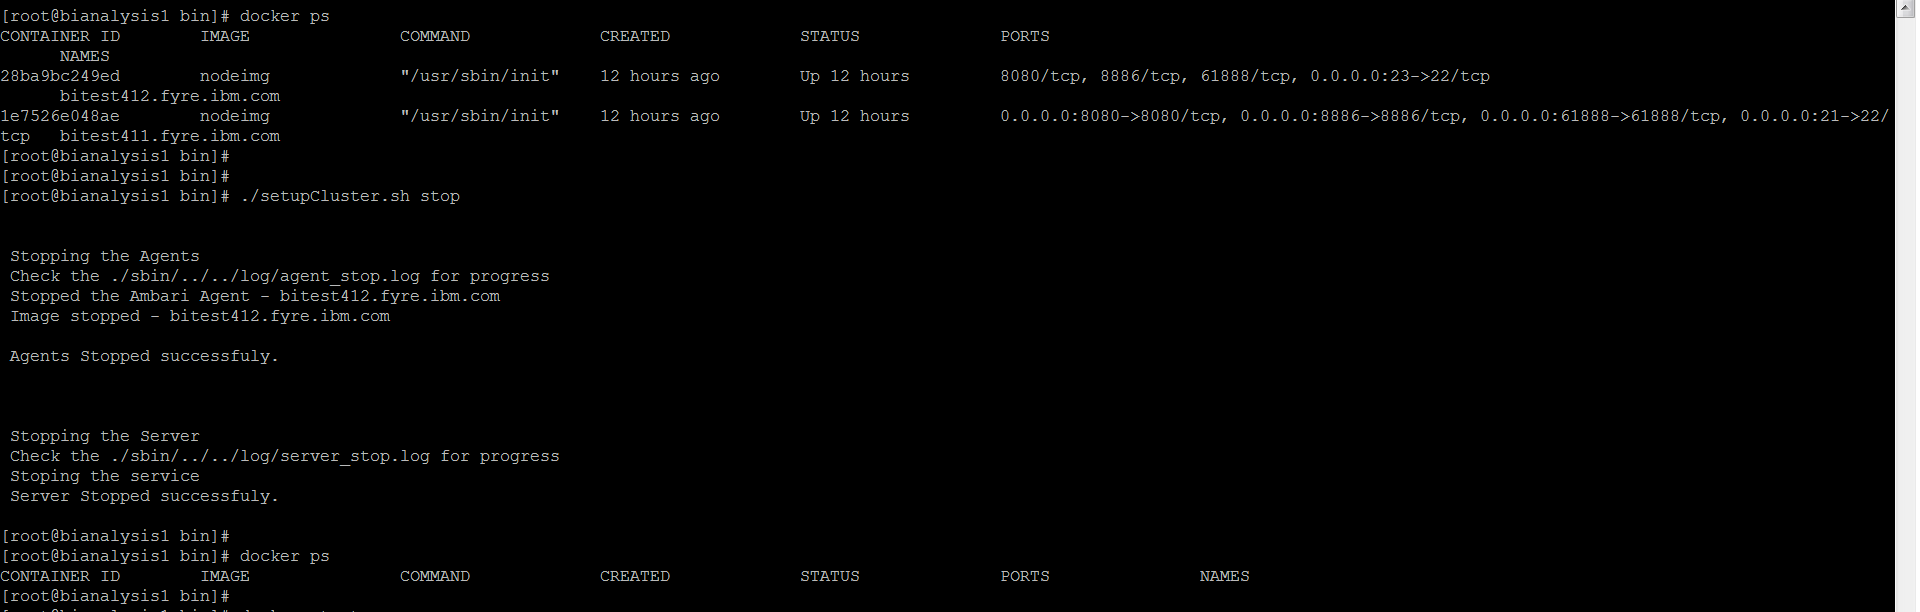 [root@bianalysis1 bin]# docker ps
CONTAINER ID        IMAGE               COMMAND             CREATED             STATUS              PORTS
      NAMES
28ba9bc249ed        nodeimg             "/usr/sbin/init"    12 hours ago        Up 12 hours         8080/tcp, 8886/tcp, 61888/tcp, 0.0.0.0:23->22/tcp
      bitest412.fyre.ibm.com
1e7526e048ae        nodeimg             "/usr/sbin/init"    12 hours ago        Up 12 hours         0.0.0.0:8080->8080/tcp, 0.0.0.0:8886->8886/tcp, 0.0.0.0:61888->61888/tcp, 0.0.0.0:21->22/
tcp   bitest411.fyre.ibm.com
[root@bianalysis1 bin]#
[root@bianalysis1 bin]#
[root@bianalysis1 bin]# ./setupCluster.sh stop
 Stopping the Agents
 Check the ./sbin/../../log/agent_stop.log for progress
 Stopped the Ambari Agent - bitest412.fyre.ibm.com
 Image stopped - bitest412.fyre.ibm.com
 Agents Stopped successfuly.
 Stopping the Server
 Check the ./sbin/../../log/server_stop.log for progress
 Stoping the service
 Server Stopped successfuly.
[root@bianalysis1 bin]#
[root@bianalysis1 bin]# docker ps
CONTAINER ID        IMAGE               COMMAND             CREATED             STATUS              PORTS               NAMES
[root@bianalysis1 bin]#